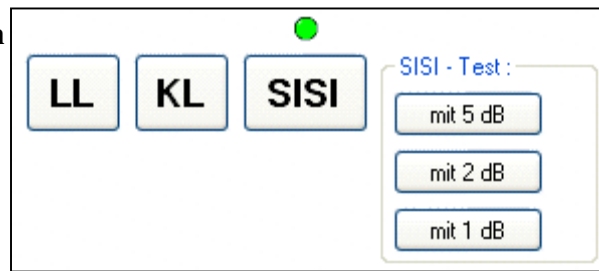 LL KL SISI
SISI - Test :
mit 5 dB
mit 2 dB
mit 1 dB